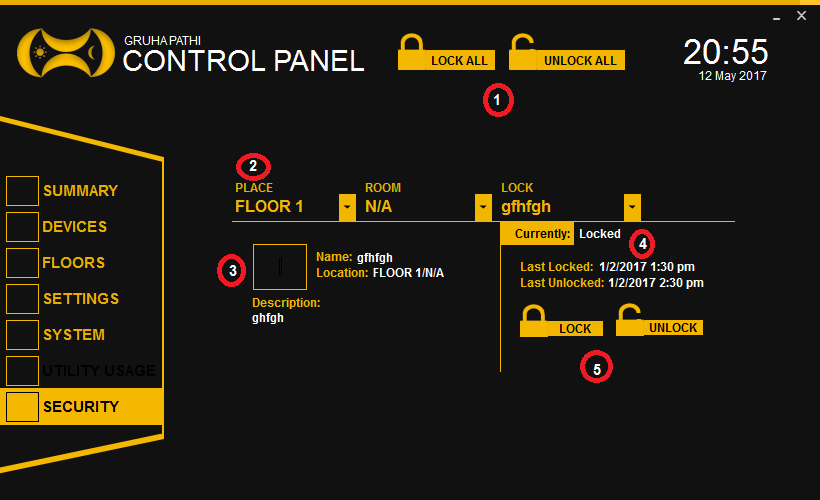 GRUHAPATHI
CONTROL PANEL
LOCK ALL
UNLOCK ALL
20:55
12 May 2017
1
2
PLACE
ROOM
LOCK
FLOOR 1
N/A
gfhfgh
Currently: Locked
4
3
Name: gfhfgh
Location: FLOOR 1/N/A
Last Locked: 1/2/2017 1:30 pm
Last Unlocked: 1/2/2017 2:30 pm
Description:
ghfgh
LOCK
UNLOCK
5
SUMMARY
DEVICES
FLOORS
SETTINGS
SYSTEM
UTILITY USAGE
SECURITY